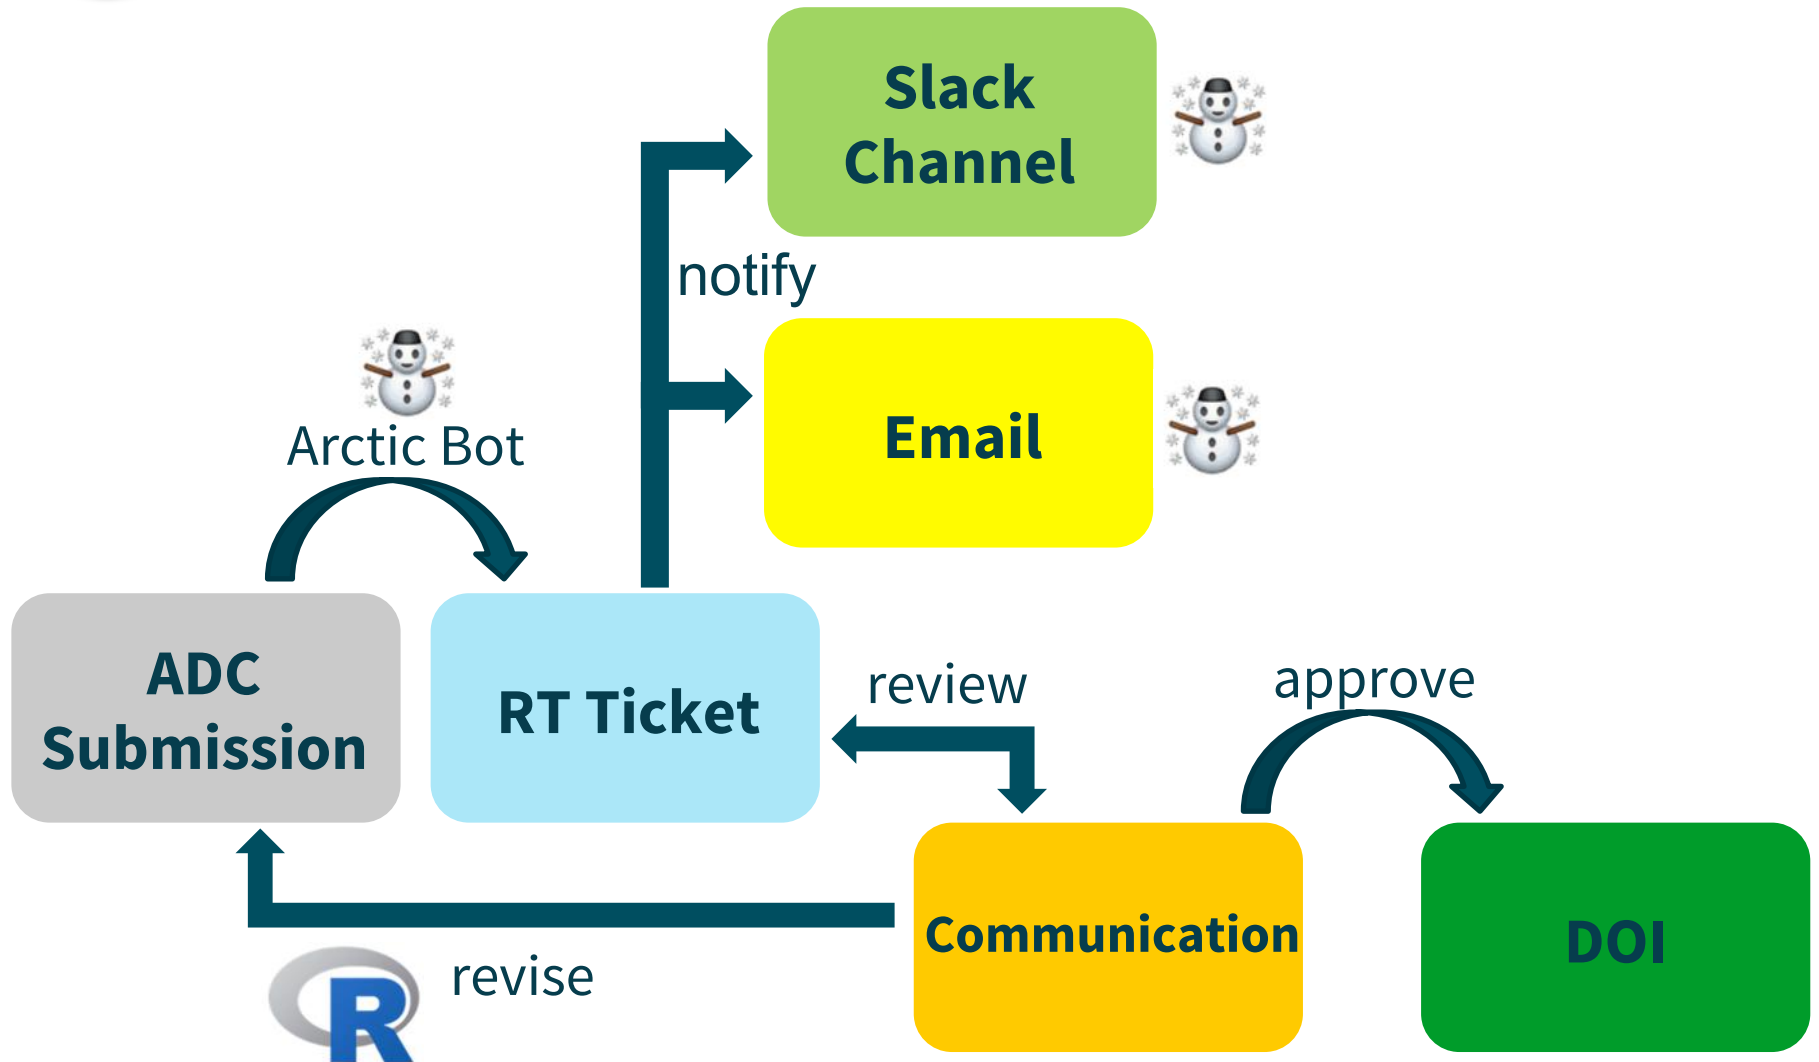 Slack
Channel
notify
Email
Arctic Bot
ADC
Submission
RT Ticket
review
approve
Communication
DOI
revise
R